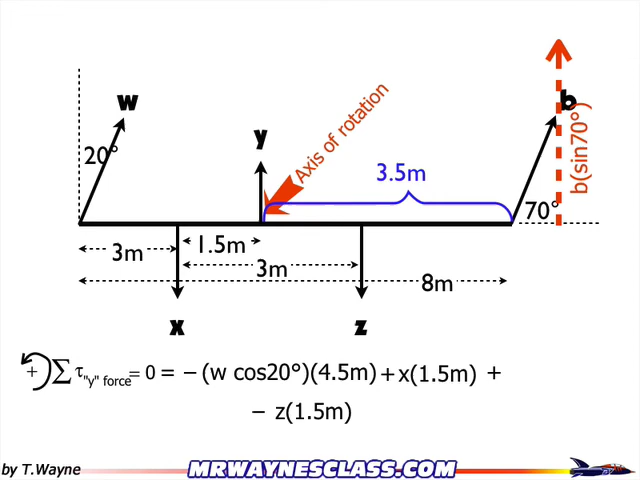 w
b
y
Axis of rotation
b(sin70°)
20°
3.5m
70°
3m
1.5m
3m
8m
x
z
+ ∑ τ"y" force = 0 = − (w cos20°)(4.5m) + x(1.5m) +
− z(1.5m)
by T.Wayne
MRWAYNESCLASS.COM